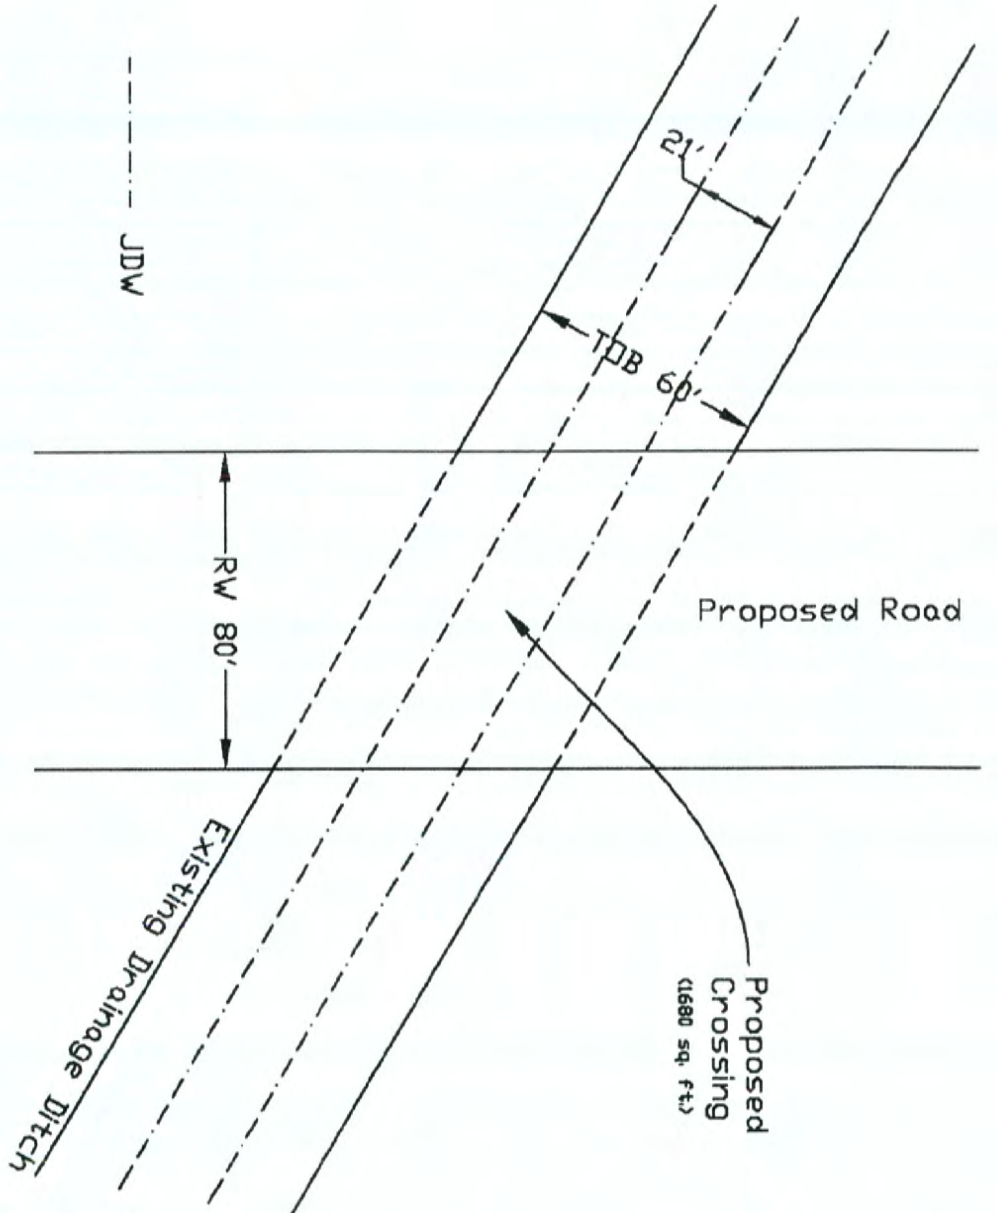 21'
JDW
TOB 60'
RW 80'
Proposed Road
Existing Drainage Ditch
Proposed
Crossing
(1680 sq. ft.)